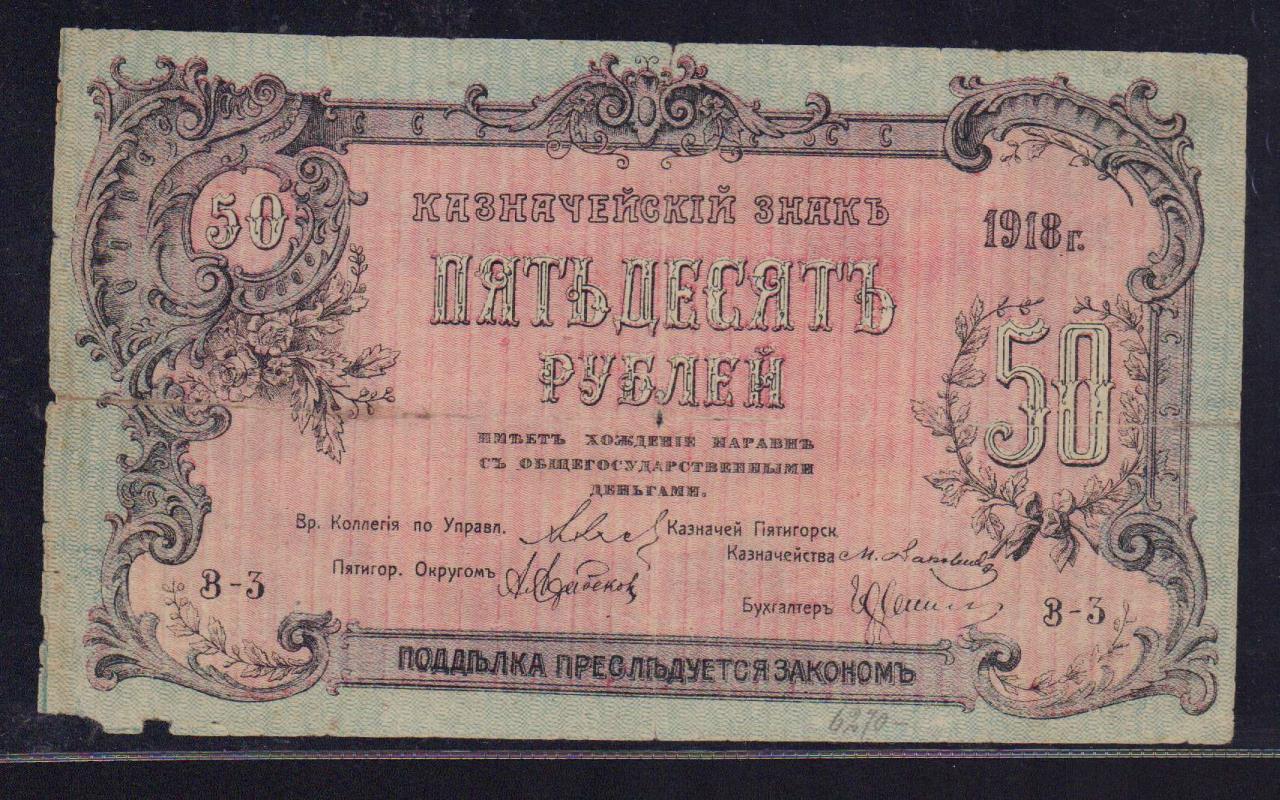 50
КАЗНАЧЕЙСКІЙ ЗНАКЪ
1918 г.
ПЯТЬДЕСЯТЪ
РУБЛЕЙ
50
ИМѢЕТЪ ХОЖДЕНІЕ НАРАВНѢ
СЪ ОБЩЕГОСУДАРСТВЕННЫМИ
ДЕНЬГАМИ.
Вр. Коллегія по Управл.
Казначей Пятигорск
Казначейства
Пятигор. Округомъ
Бухгалтеръ
В-3
В-3
ПОДДѢЛКА ПРЕСЛѢДУЕТСЯ ЗАКОНОМЪ
6270-